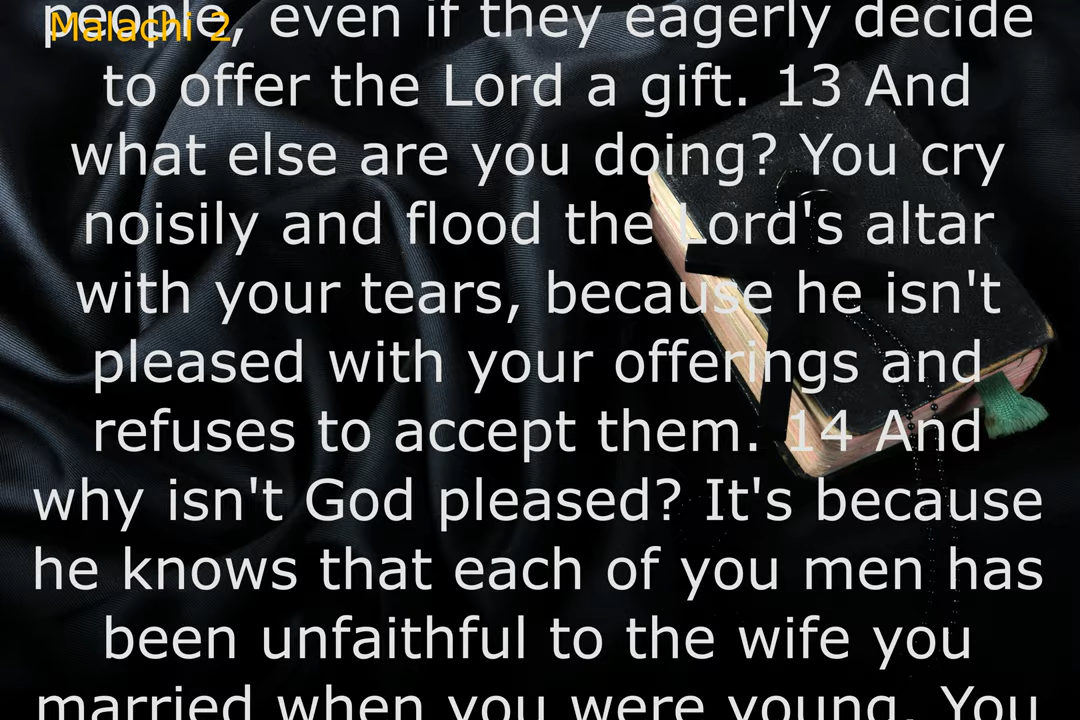 Malachi 2
people, even if they eagerly decide
to offer the Lord a gift. 13 And
what else are you doing? You cry
noisily and flood the Lord's altar
with your tears, because he isn't
pleased with your offerings and
refuses to accept them. 14 And
why isn't God pleased? It's because
he knows that each of you men has
been unfaithful to the wife you
married when you were young. You